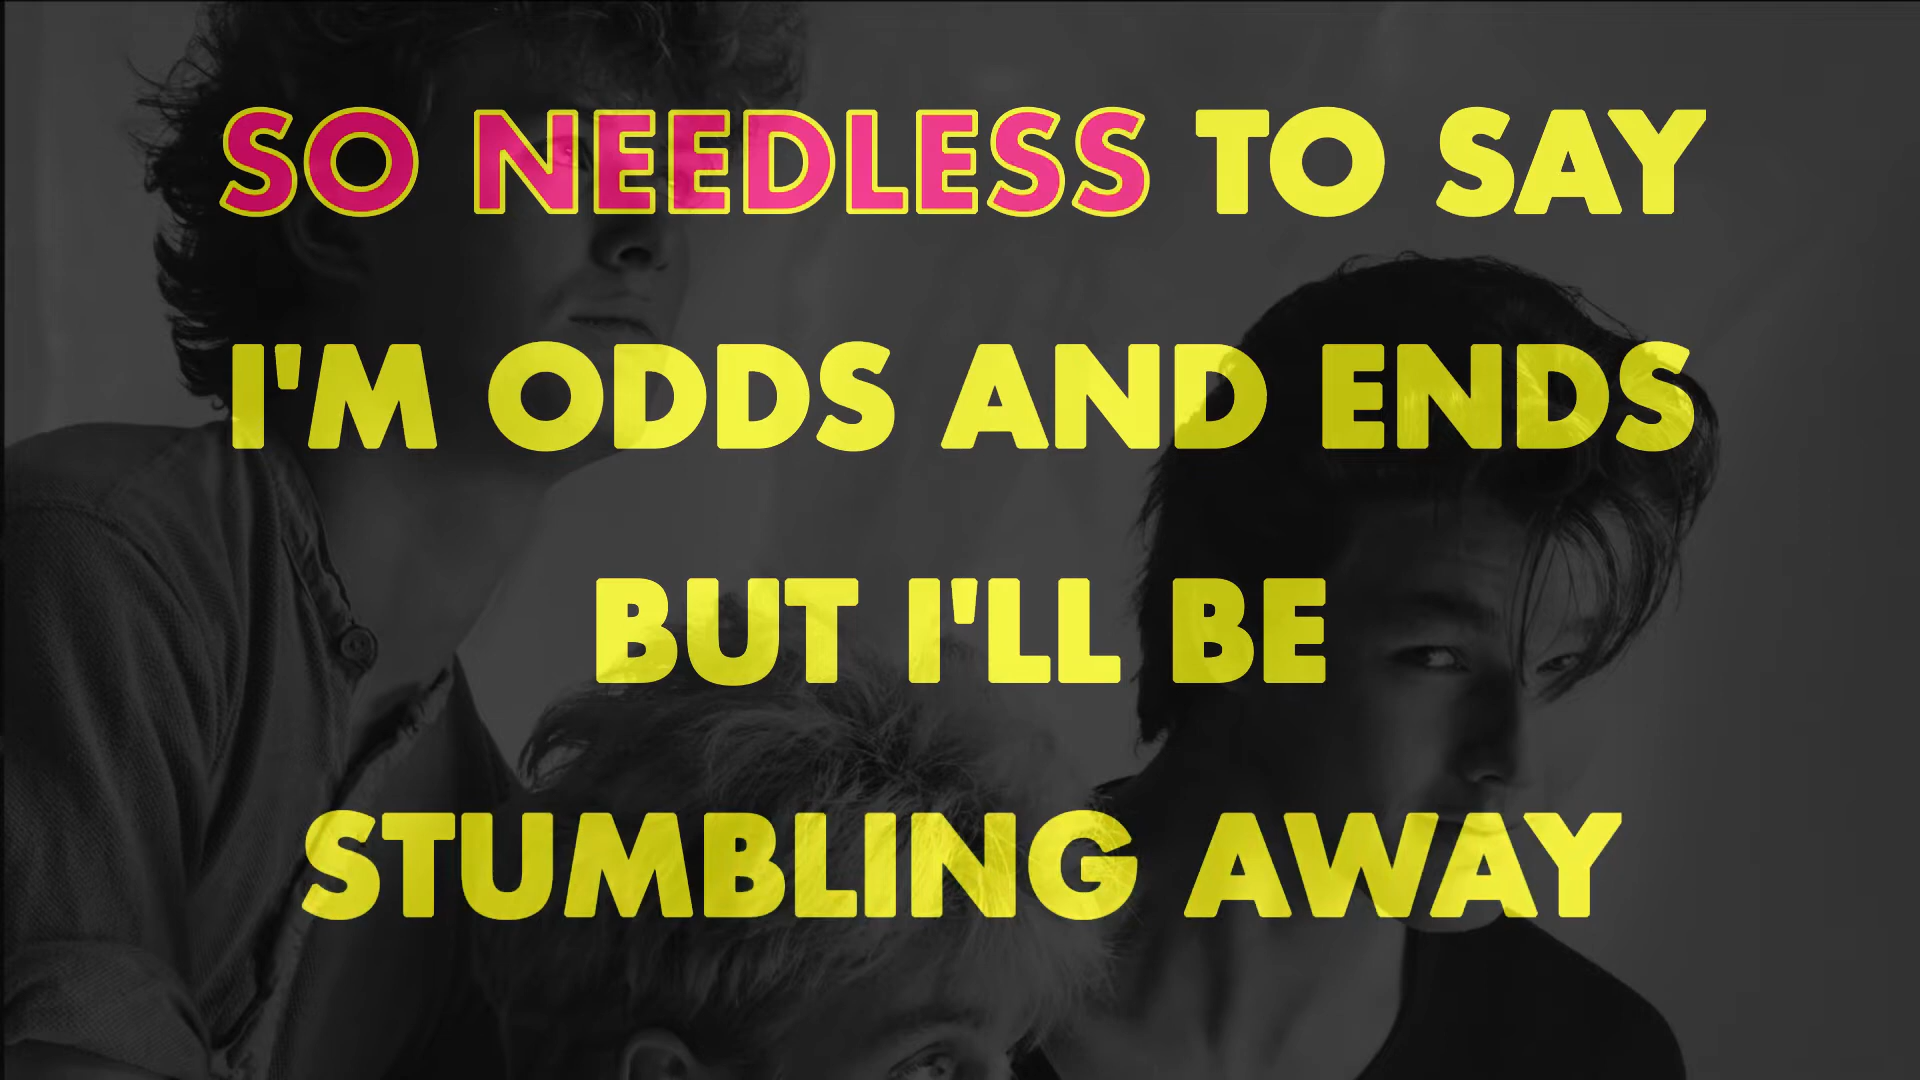 SO NEEDLESS TO SAY
I'M ODDS AND ENDS
BUT I'LL BE
STUMBLING AWAY